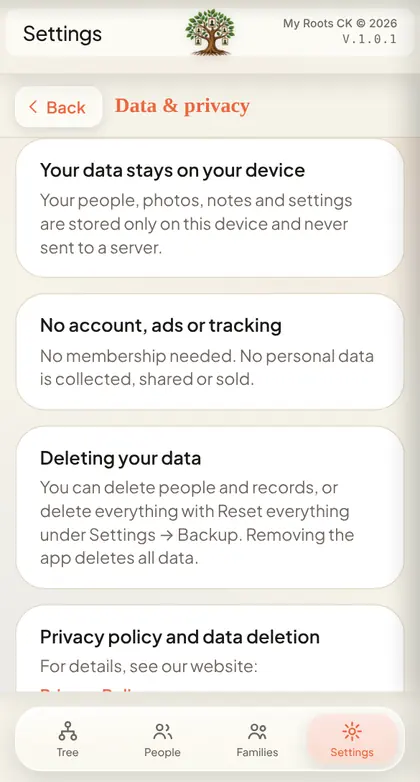 Settings
My Roots CK © 2026
V.1.0.1
Back
Data & privacy
Your data stays on your device
Your people, photos, notes and settings
are stored only on this device and never
sent to a server.
No account, ads or tracking
No membership needed. No personal data
is collected, shared or sold.
Deleting your data
You can delete people and records, or
delete everything with Reset everything
under Settings → Backup. Removing the
app deletes all data.
Privacy policy and data deletion
For details, see our website:
Tree
People
Families
Settings